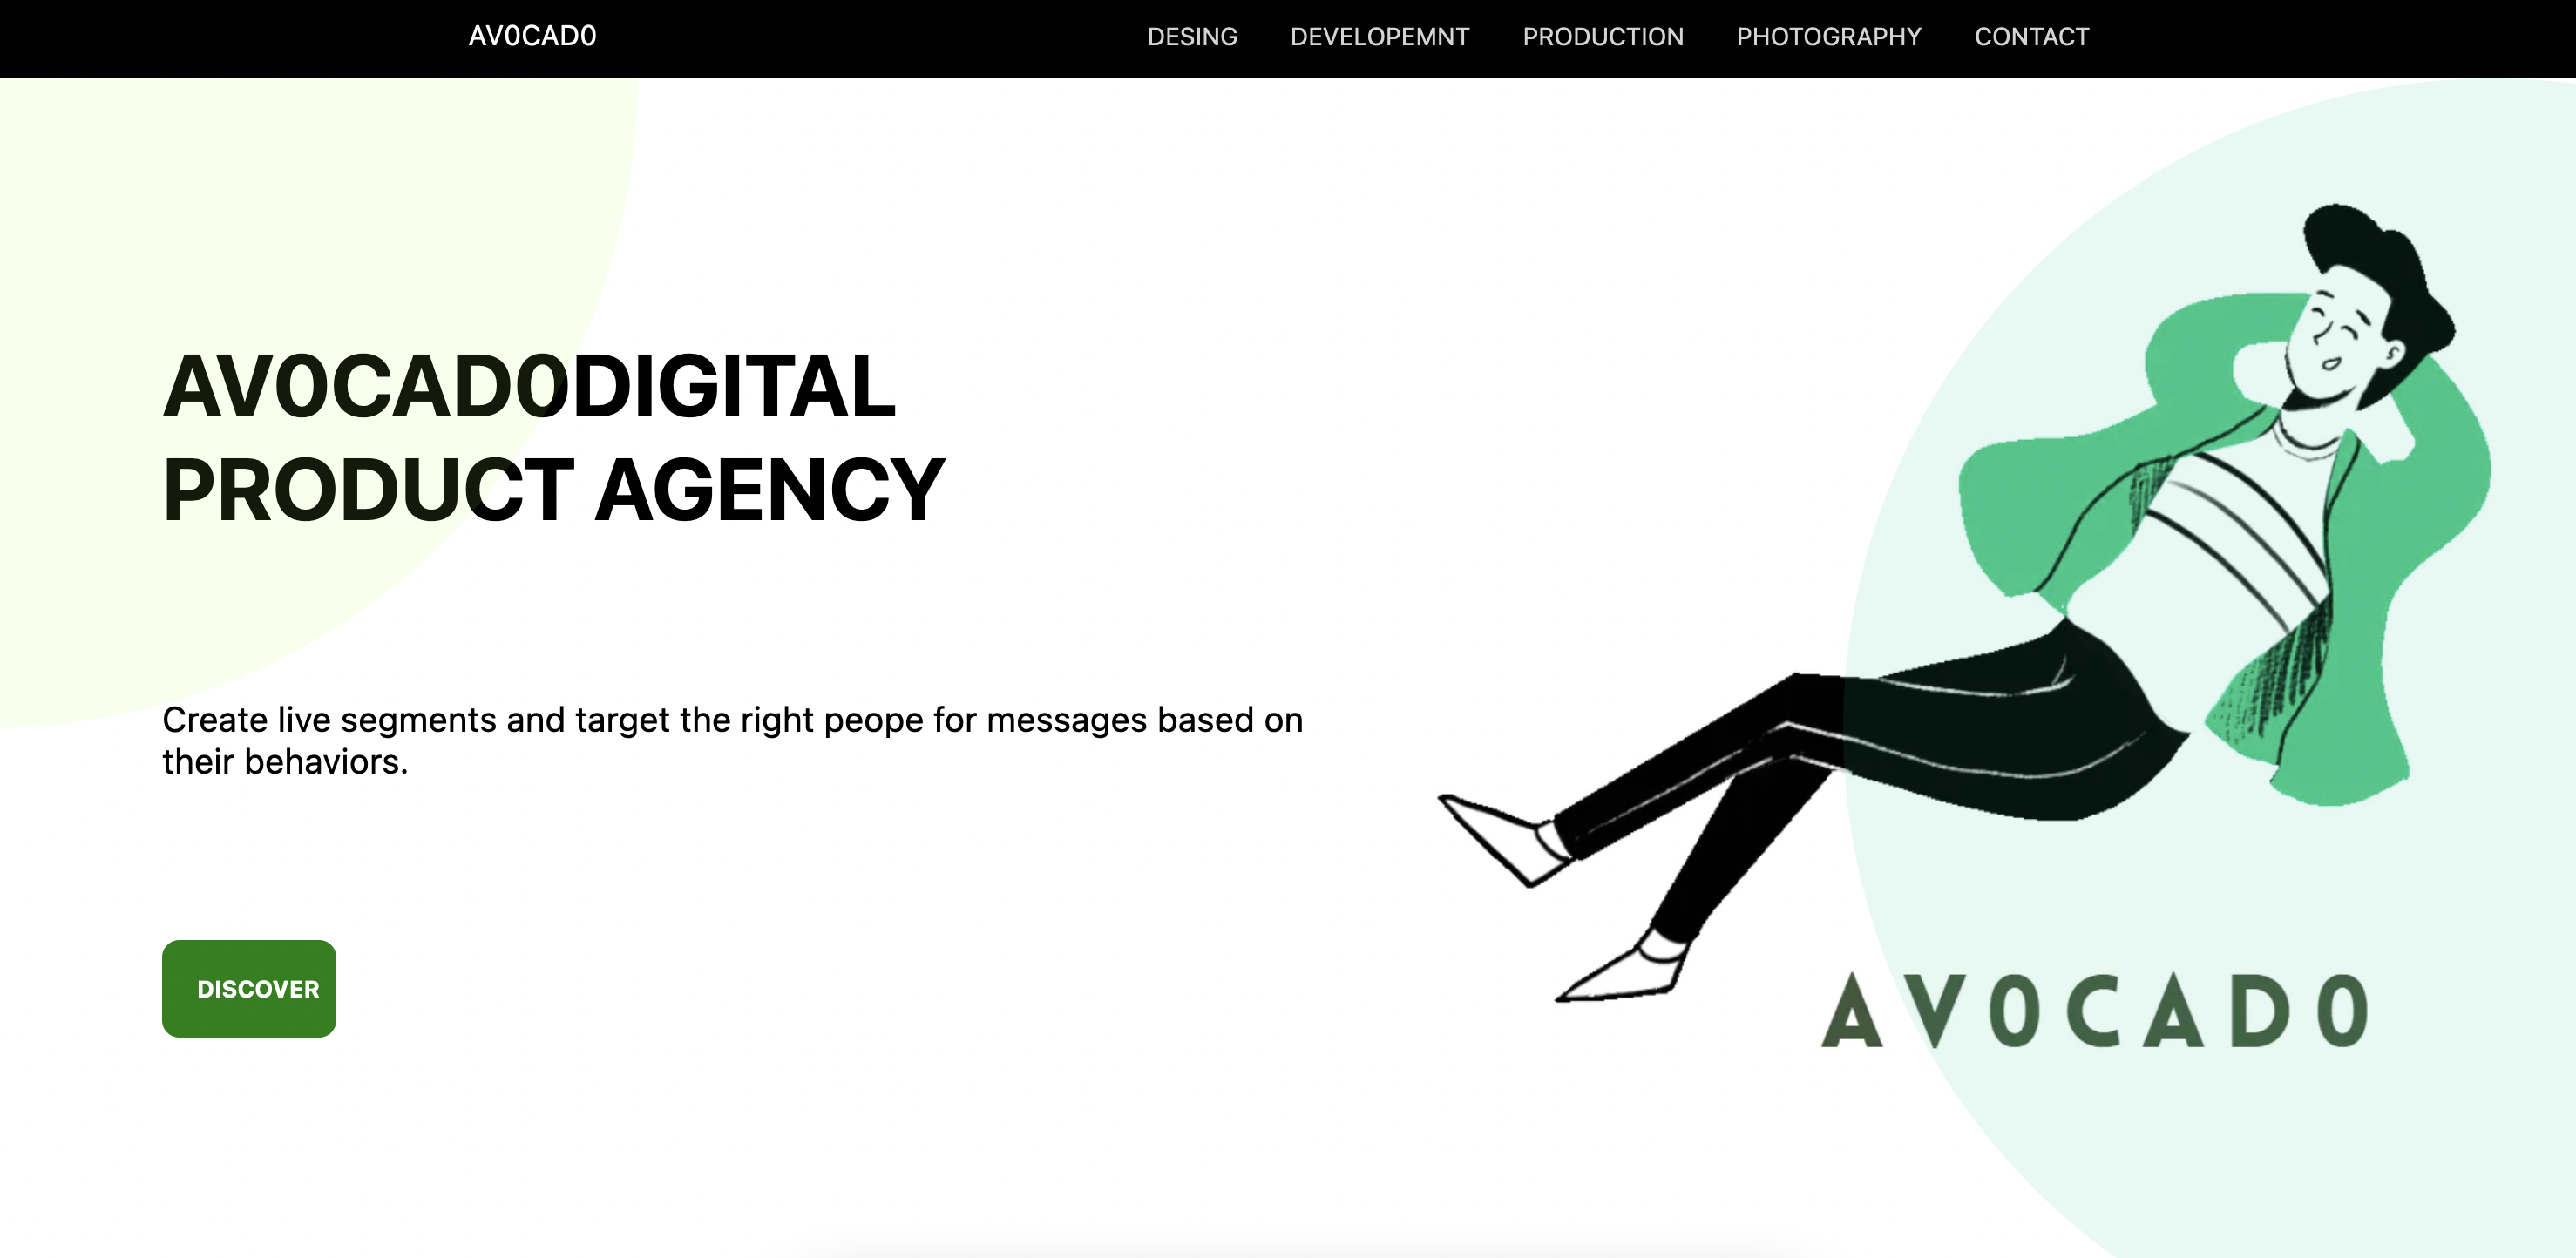 AV0CAD0
DESING DEVELOPEMNT PRODUCTION PHOTOGRAPHY CONTACT
AV0CAD0DIGITAL
PRODUCT AGENCY
Create live segments and target the right peope for messages based on
their behaviors.
DISCOVER
AV0CAD0